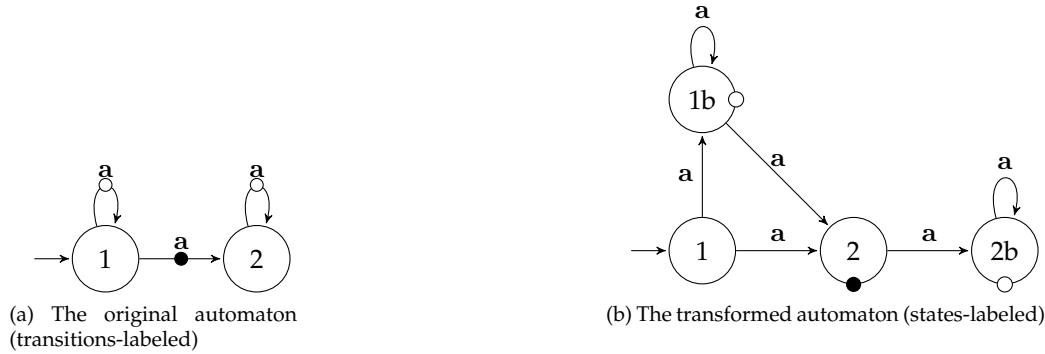 a
1b
a
a
a
1
a
2
a
2b
a
a
1
a
2
(a) The original automaton
(transitions-labeled)
(b) The transformed automaton (states-labeled)